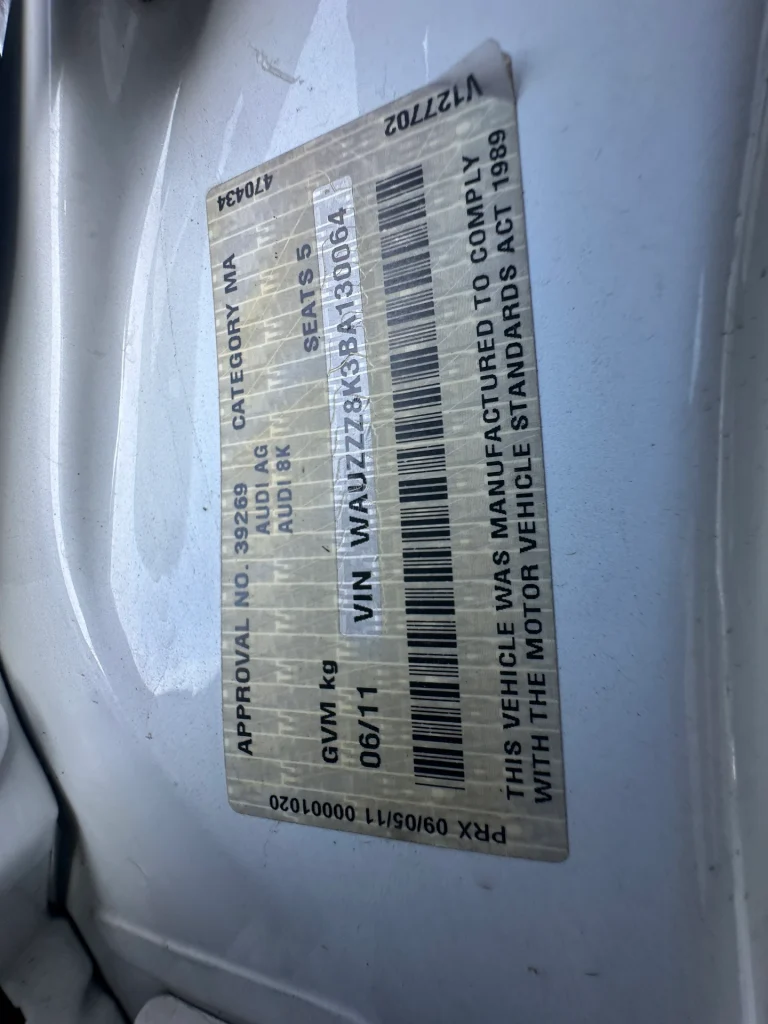 470434
V127702
APPROVAL NO. 39269 CATEGORY MA
AUDI AG
AUDI 8K
GVM kg SEATS 5
06/11
VIN WAUZZZ8K3BA130064
THIS VEHICLE WAS MANUFACTURED TO COMPLY
WITH THE MOTOR VEHICLE STANDARDS ACT 1989
PRX 09/05/11 00001020